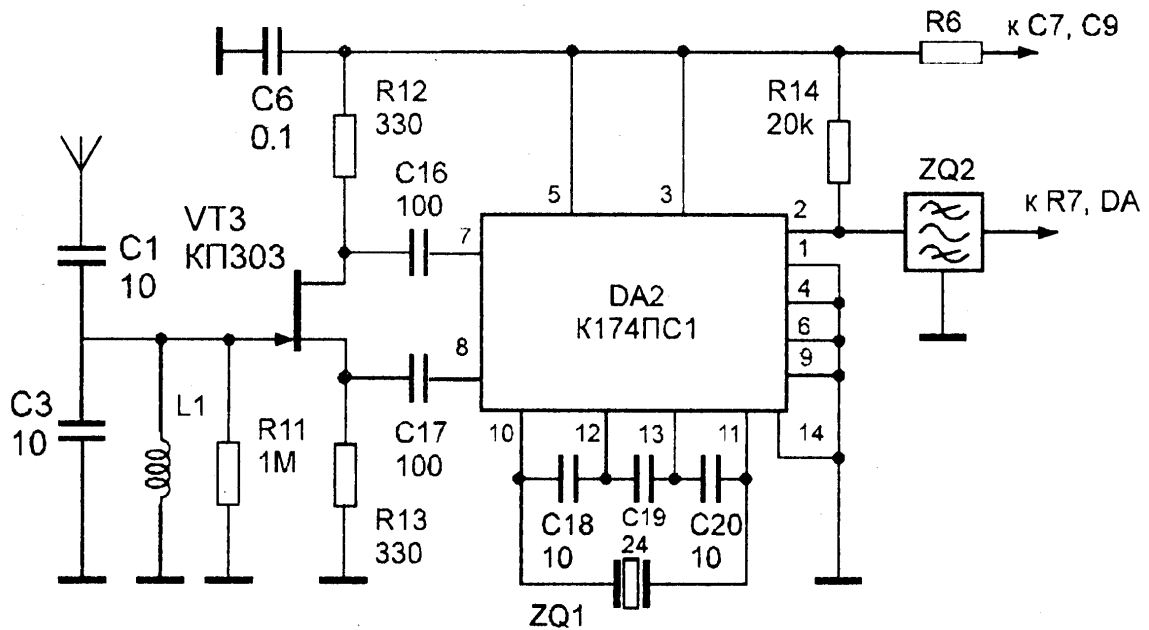 R6
к C7, C9
C6
0.1
R12
330
R14
20k
C16
100
5
3
2
ZQ2
к R7, DA
VT3
КП303
7
1
C1
10
DA2
К174ПС1
4
6
8
9
C3
10
L1
R11
1M
C17
100
10
12
13
11
14
R13
330
C18
10
C19
24
C20
10
ZQ1